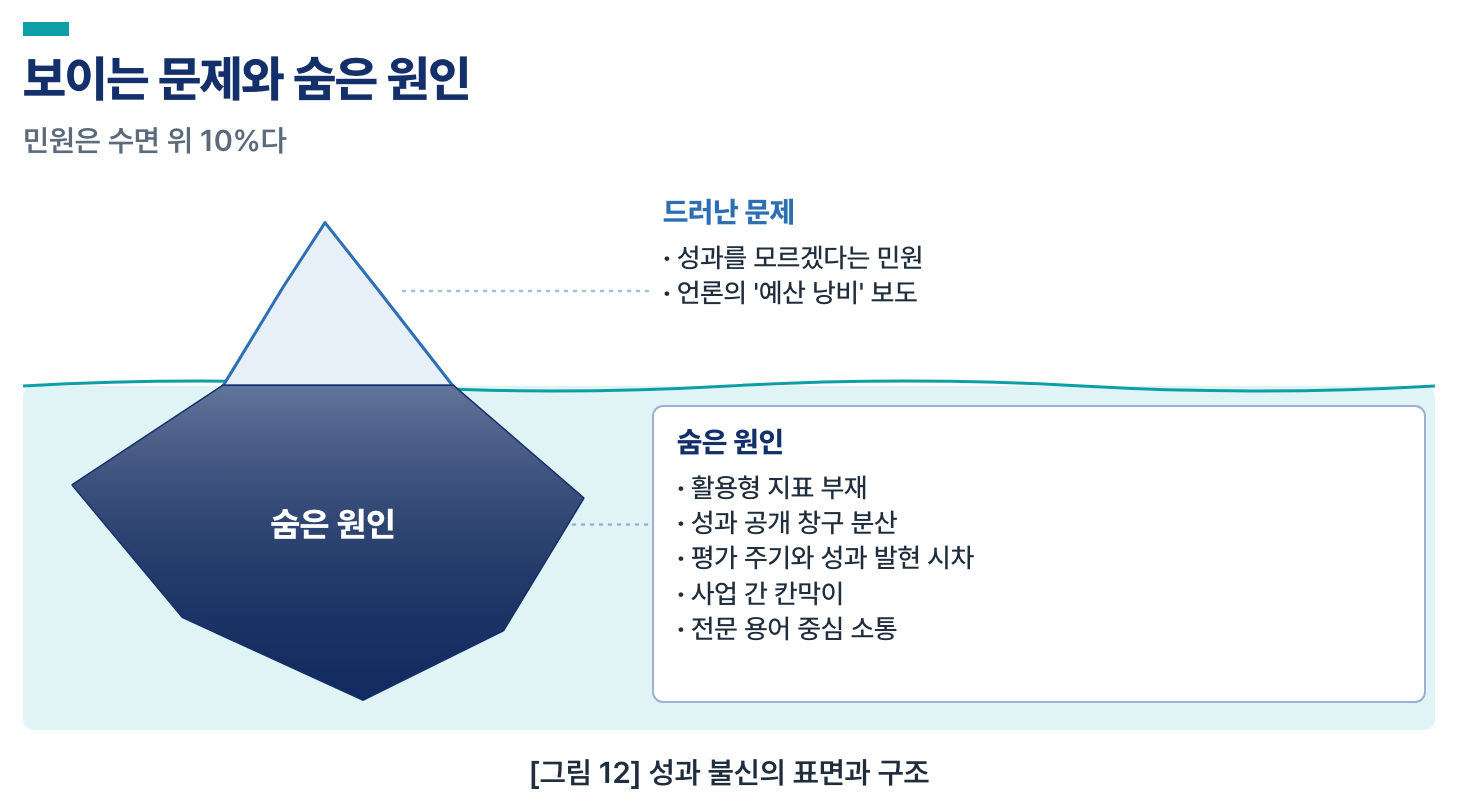 보이는 문제와 숨은 원인
민원은 수면 위 10%다
드러난 문제
· 성과를 모르겠다는 민원
· 언론의 '예산 낭비' 보도
숨은 원인
숨은 원인
· 활용형 지표 부재
· 성과 공개 창구 분산
· 평가 주기와 성과 발현 시차
· 사업 간 칸막이
· 전문 용어 중심 소통
[그림 12] 성과 불신의 표면과 구조